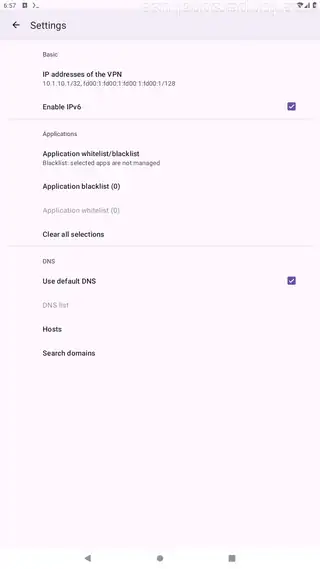 6:57
Settings
Basic
IP addresses of the VPN
10.1.10.1/32, fd00:1:fd00:1:fd00:1:fd00:1/128
Enable IPv6
Applications
Application whitelist/blacklist
Blacklist: selected apps are not managed
Application blacklist (0)
Application whitelist (0)
Clear all selections
DNS
Use default DNS
DNS list
Hosts
Search domains